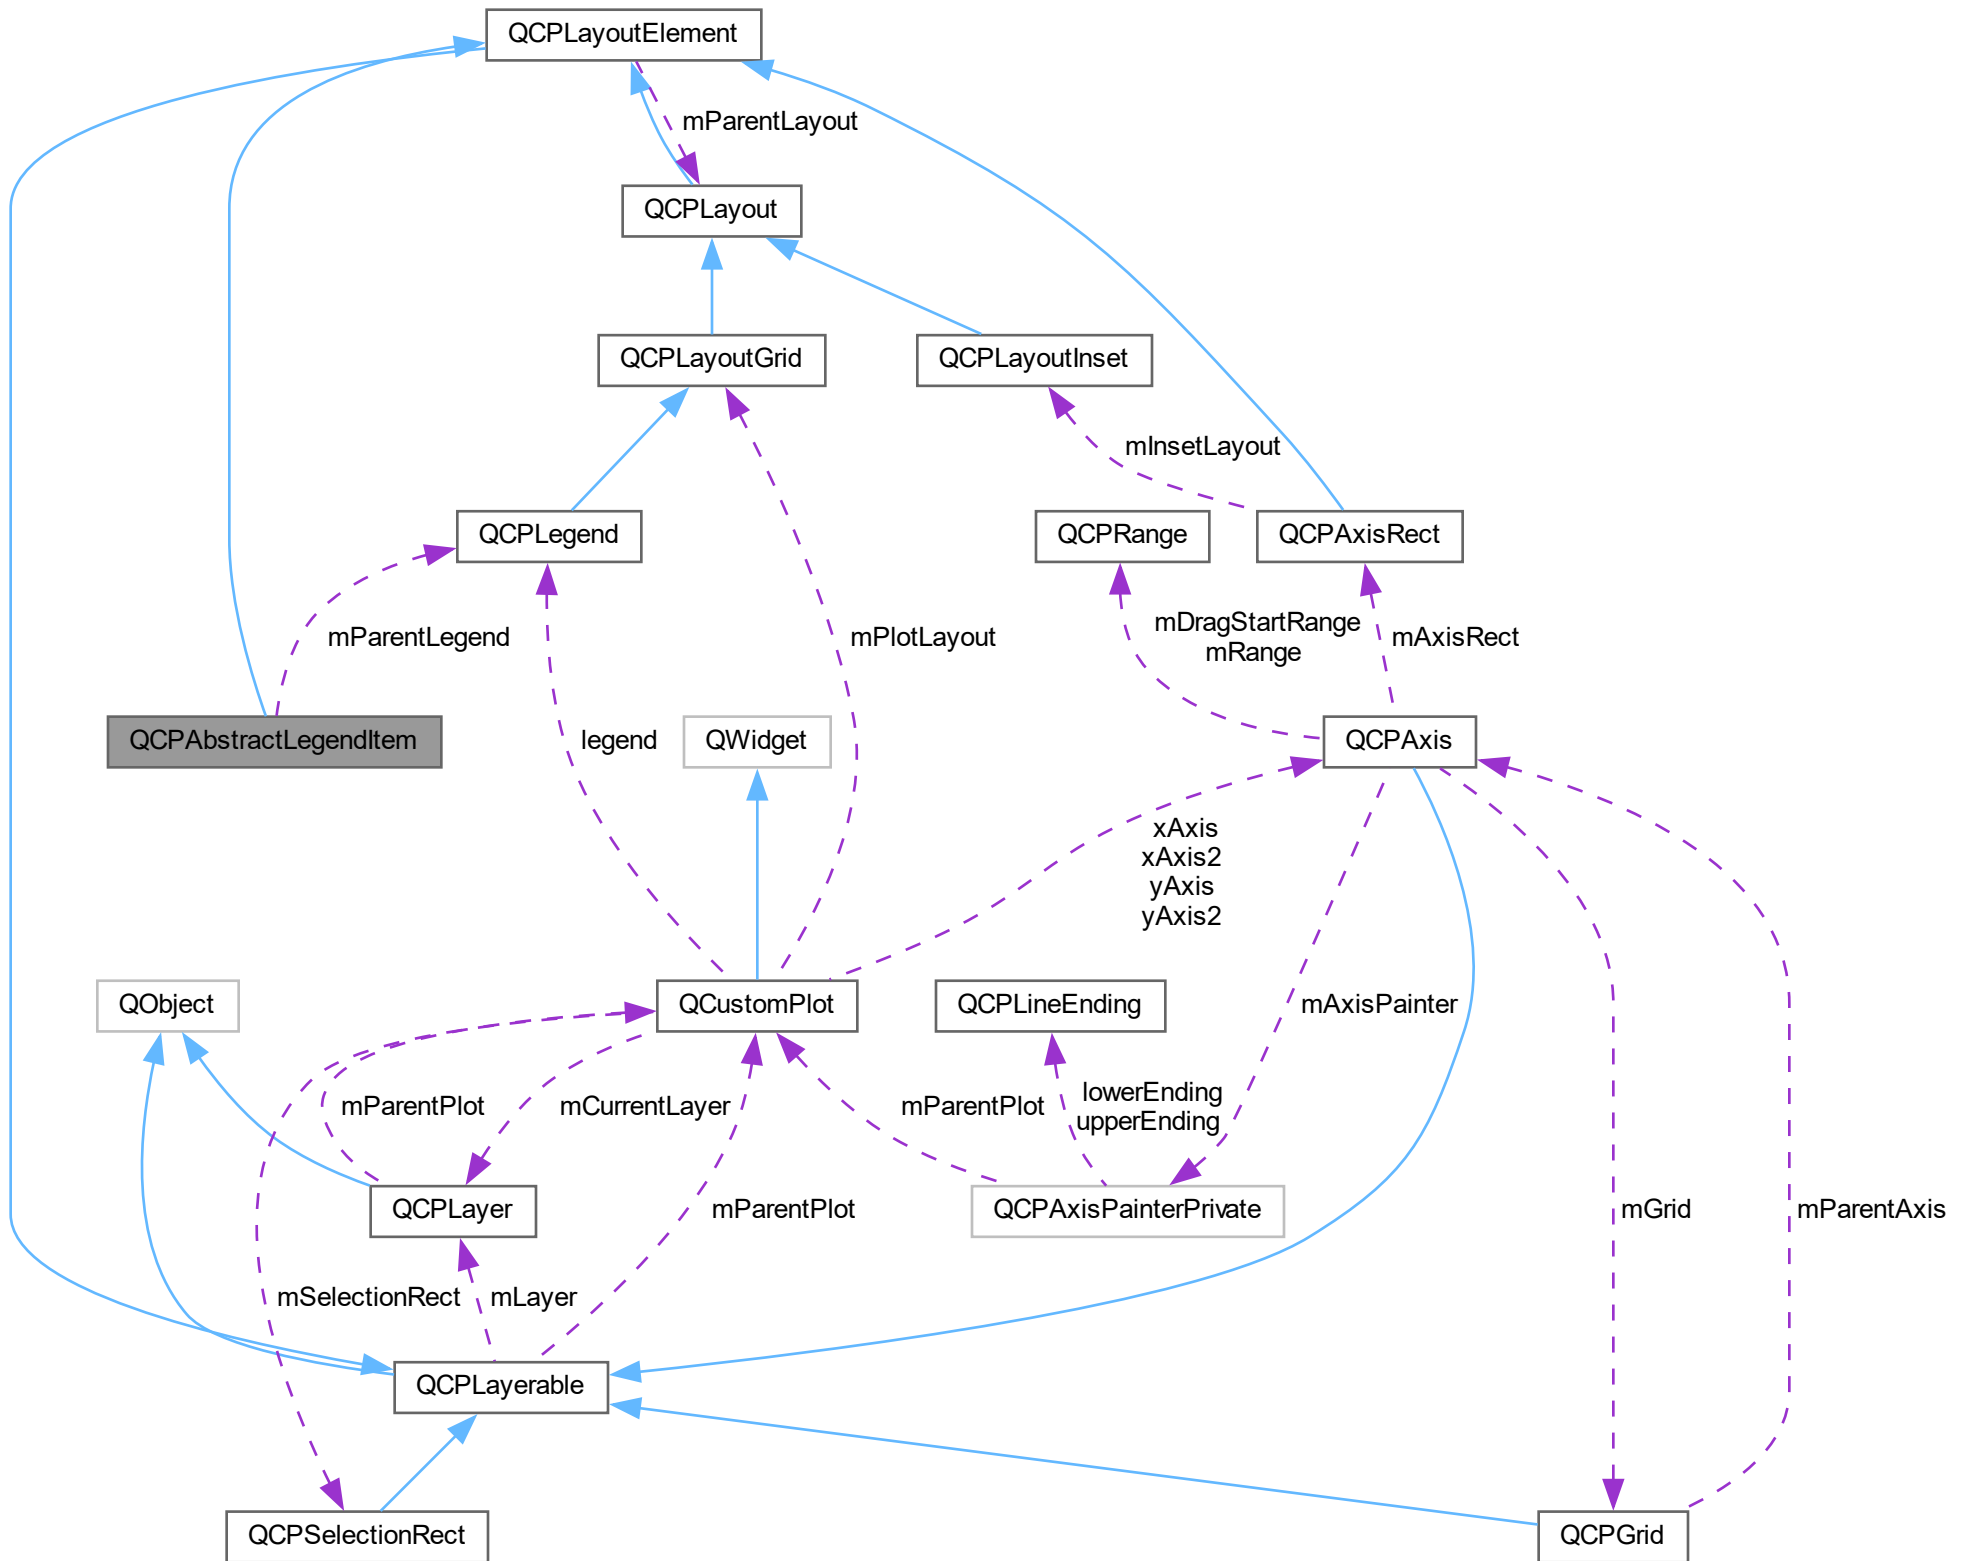 QCPLayoutElement
mParentLayout
QCPLayout
QCPLayoutGrid
QCPLayoutInset
mInsetLayout
QCPLegend
QCPRange
QCPAxisRect
mParentLegend
mPlotLayout
mDragStartRange
mRange
mAxisRect
QCPAbstractLegendItem
legend
QWidget
QCPAxis
xAxis
xAxis2
yAxis
yAxis2
QObject
QCustomPlot
QCPLineEnding
mAxisPainter
mParentPlot
mCurrentLayer
mParentPlot
lowerEnding
upperEnding
QCPLayer
mParentPlot
QCPAxisPainterPrivate
mGrid
mParentAxis
mSelectionRect
mLayer
QCPLayerable
QCPSelectionRect
QCPGrid